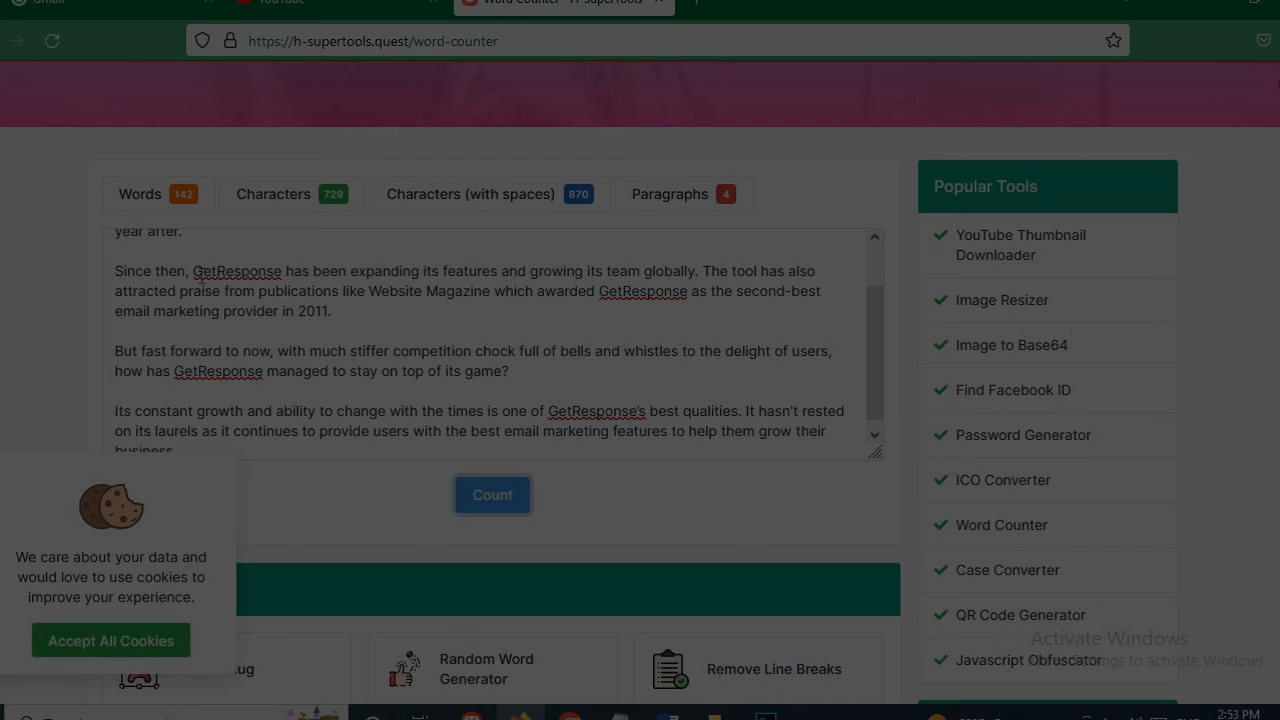 Gmail
YouTube
Word Counter - H-SuperTools
https://h-supertools.quest/word-counter
Words 142
Characters 729
Characters (with spaces) 870
Paragraphs 4
year after.
Since then, GetResponse has been expanding its features and growing its team globally. The tool has also
attracted praise from publications like Website Magazine which awarded GetResponse as the second-best
email marketing provider in 2011.
But fast forward to now, with much stiffer competition chock full of bells and whistles to the delight of users,
how has GetResponse managed to stay on top of its game?
Its constant growth and ability to change with the times is one of GetResponse's best qualities. It hasn't rested
on its laurels as it continues to provide users with the best email marketing features to help them grow their
business.
Count
We care about your data and
would love to use cookies to
improve your experience.
Accept All Cookies
Random Word
Generator
Remove Line Breaks
Popular Tools
YouTube Thumbnail
Downloader
Image Resizer
Image to Base64
Find Facebook ID
Password Generator
ICO Converter
Word Counter
Case Converter
QR Code Generator
Javascript Obfuscator
Activate Windows
to activate Windows.
2:53 PM